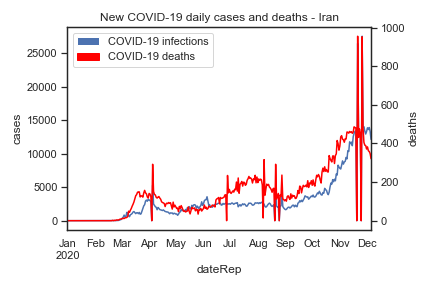 New COVID-19 daily cases and deaths - Iran
COVID-19 infections
COVID-19 deaths
25000
20000
15000
10000
5000
0
cases
1000
800
600
400
200
0
deaths
Jan Feb Mar Apr May Jun Jul Aug Sep Oct Nov Dec
2020
dateRep